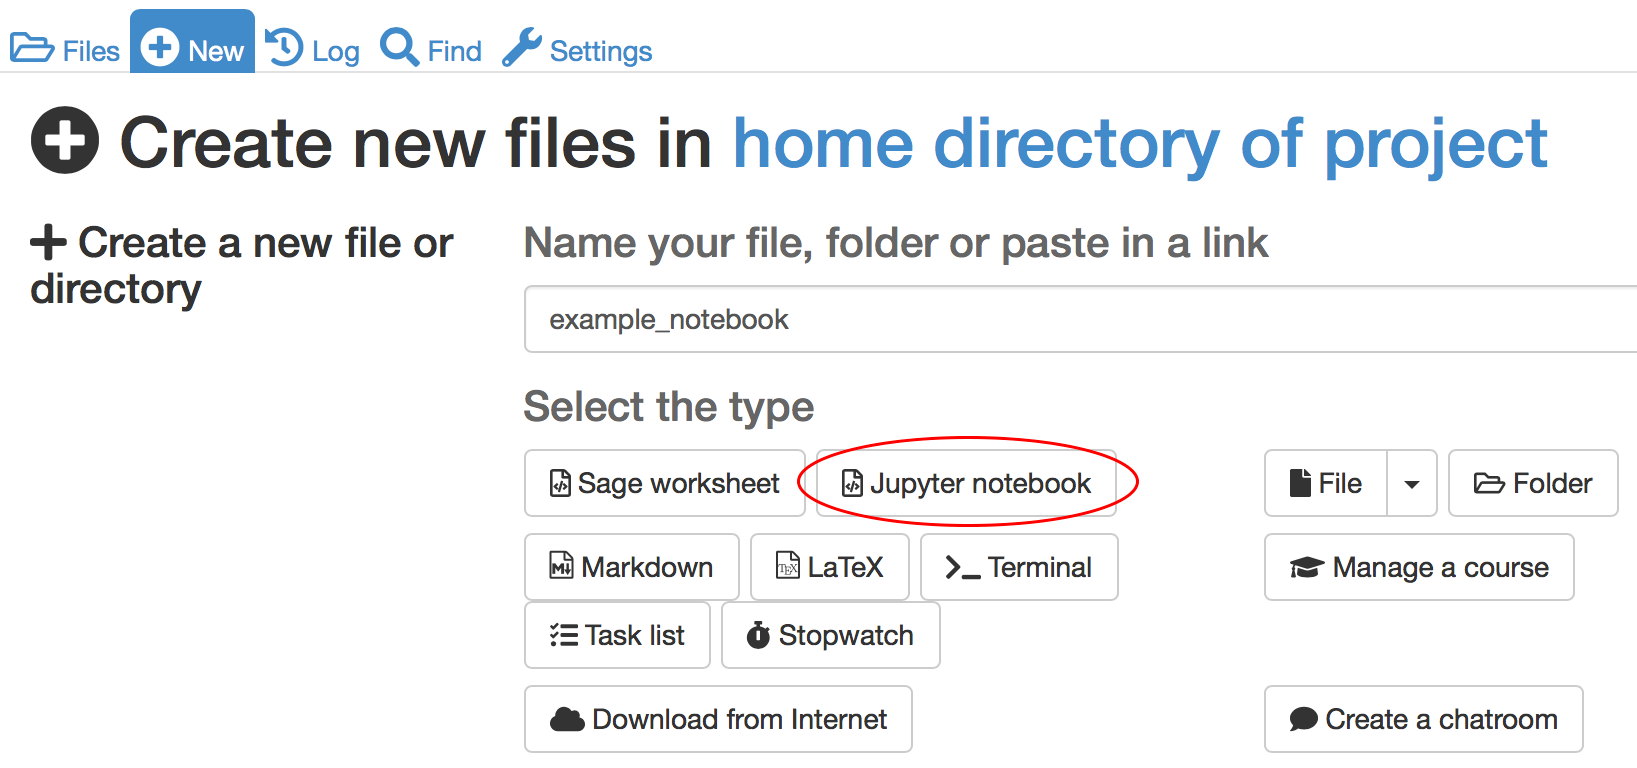 Files New Log Find Settings
Create new files in home directory of project
Create a new file or
directory
Name your file, folder or paste in a link
example_notebook
Select the type
Sage worksheet Jupyter notebook File Folder
Markdown LaTeX Terminal Manage a course
Task list Stopwatch
Download from Internet Create a chatroom